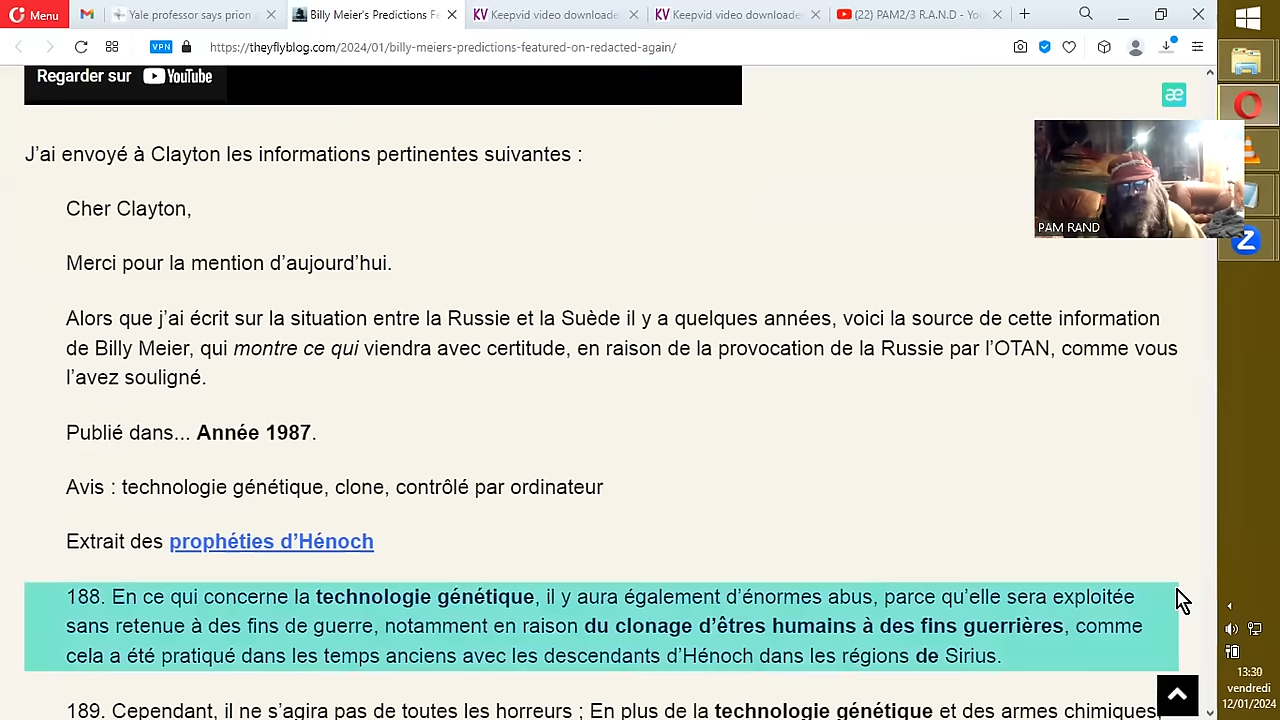 Menu
Yale professor says prion
Billy Meier's Predictions Fe
Keepvid video downloade
Keepvid video downloade
(22) PAM2/3 R.A.N.D - Yo
VPN
https://theyflyblog.com/2024/01/billy-meiers-predictions-featured-on-redacted-again/
Regarder sur YouTube
æ
PAM RAND
J'ai envoyé à Clayton les informations pertinentes suivantes :
Cher Clayton,
Merci pour la mention d'aujourd'hui.
Alors que j'ai écrit sur la situation entre la Russie et la Suède il y a quelques années, voici la source de cette information
de Billy Meier, qui montre ce qui viendra avec certitude, en raison de la provocation de la Russie par l'OTAN, comme vous
l'avez souligné.
Publié dans... Année 1987.
Avis : technologie génétique, clone, contrôlé par ordinateur
Extrait des prophéties d'Hénoch
188. En ce qui concerne la technologie génétique, il y aura également d'énormes abus, parce qu'elle sera exploitée
sans retenue à des fins de guerre, notamment en raison du clonage d'êtres humains à des fins guerrières, comme
cela a été pratiqué dans les temps anciens avec les descendants d'Hénoch dans les régions de Sirius.
189. Cependant, il ne s'agira pas de toutes les horreurs ; En plus de la technologie génétique et des armes chimiques
13:30
vendredi
12/01/2024